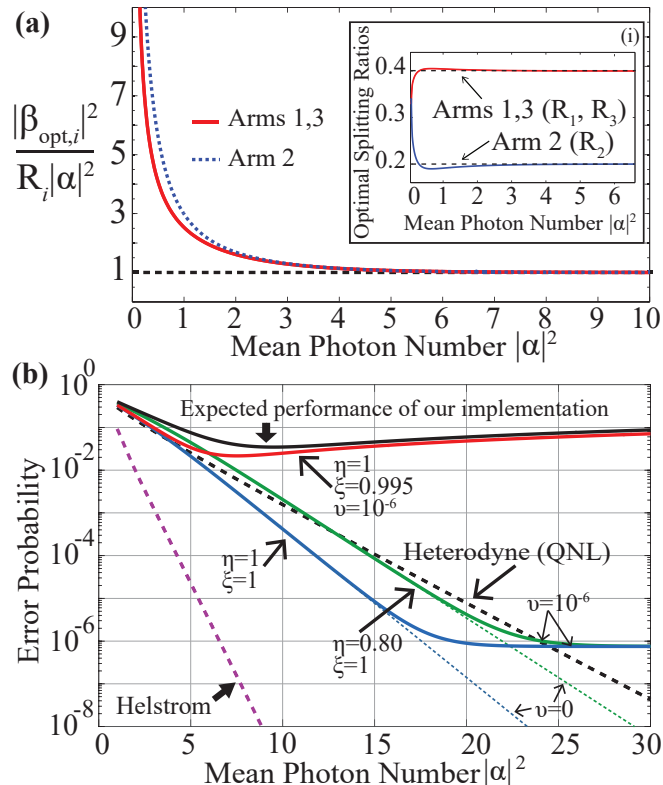 (a)
9
7
5
3
1
|β_opt,i|²
R_i|α|²
Arms 1,3
Arm 2
0 1 2 3 4 5 6 7 8 9 10
Mean Photon Number |α|²
(i)
Optimal Splitting Ratios
0.4
0.3
0.2
Arms 1,3 (R₁, R₃)
Arm 2 (R₂)
0 1 2 3 4 5 6
Mean Photon Number |α|²
(b)
Error Probability
10⁰
10⁻²
10⁻⁴
10⁻⁶
10⁻⁸
Expected performance of our implementation
η=1
ξ=0.995
υ=10⁻⁶
η=1
ξ=1
Heterodyne (QNL)
η=0.80
ξ=1
υ=10⁻⁶
υ=0
Helstrom
0 5 10 15 20 25 30
Mean Photon Number |α|²